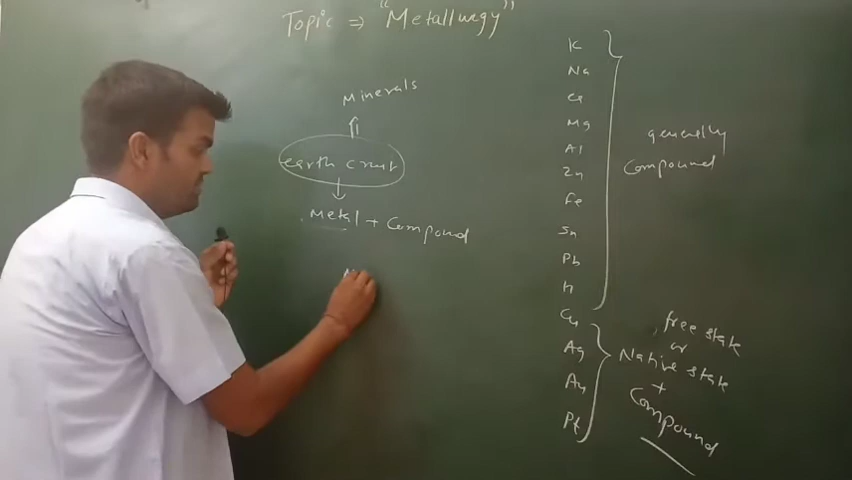 Topic ⇒ "Metallurgy"
Minerals
earth crust
Metal + Compound
K
Na
Ca
Mg
Al
Zn
Fe
Sn
Pb
H
Cu
Ag
Au
Pt
generally
Compound
free state
or
Native state
+
Compound